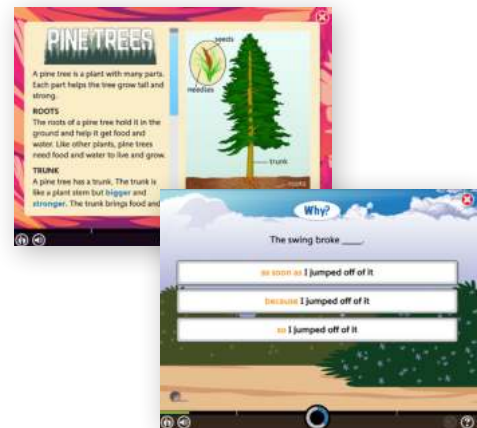 PINE TREES
A pine tree is a plant with many parts.
Each part helps the tree grow tall and
strong.
ROOTS
The roots of a pine tree hold it in the
ground and help it get food and
water. Like other plants, pine trees
need food and water to live and grow.
TRUNK
A pine tree has a trunk. The trunk is
like a plant stem but bigger and
stronger. The trunk brings food and
seeds
needles
trunk
roots
Why?
The swing broke ____.
as soon as I jumped off of it
because I jumped off of it
so I jumped off of it
?